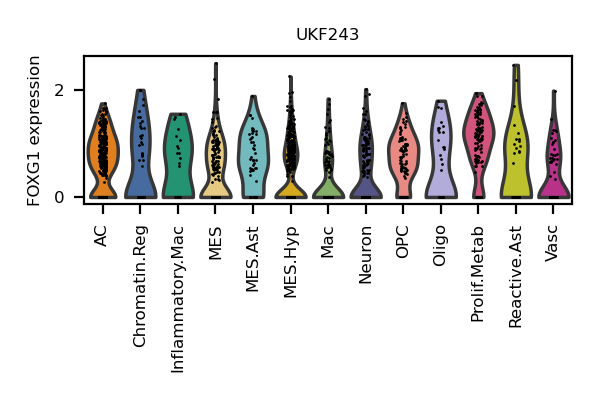 UKF243
FOXG1 expression
2
0
AC
Chromatin.Reg
Inflammatory.Mac
MES
MES.Ast
MES.Hyp
Mac
Neuron
OPC
Oligo
Prolif.Metab
Reactive.Ast
Vasc